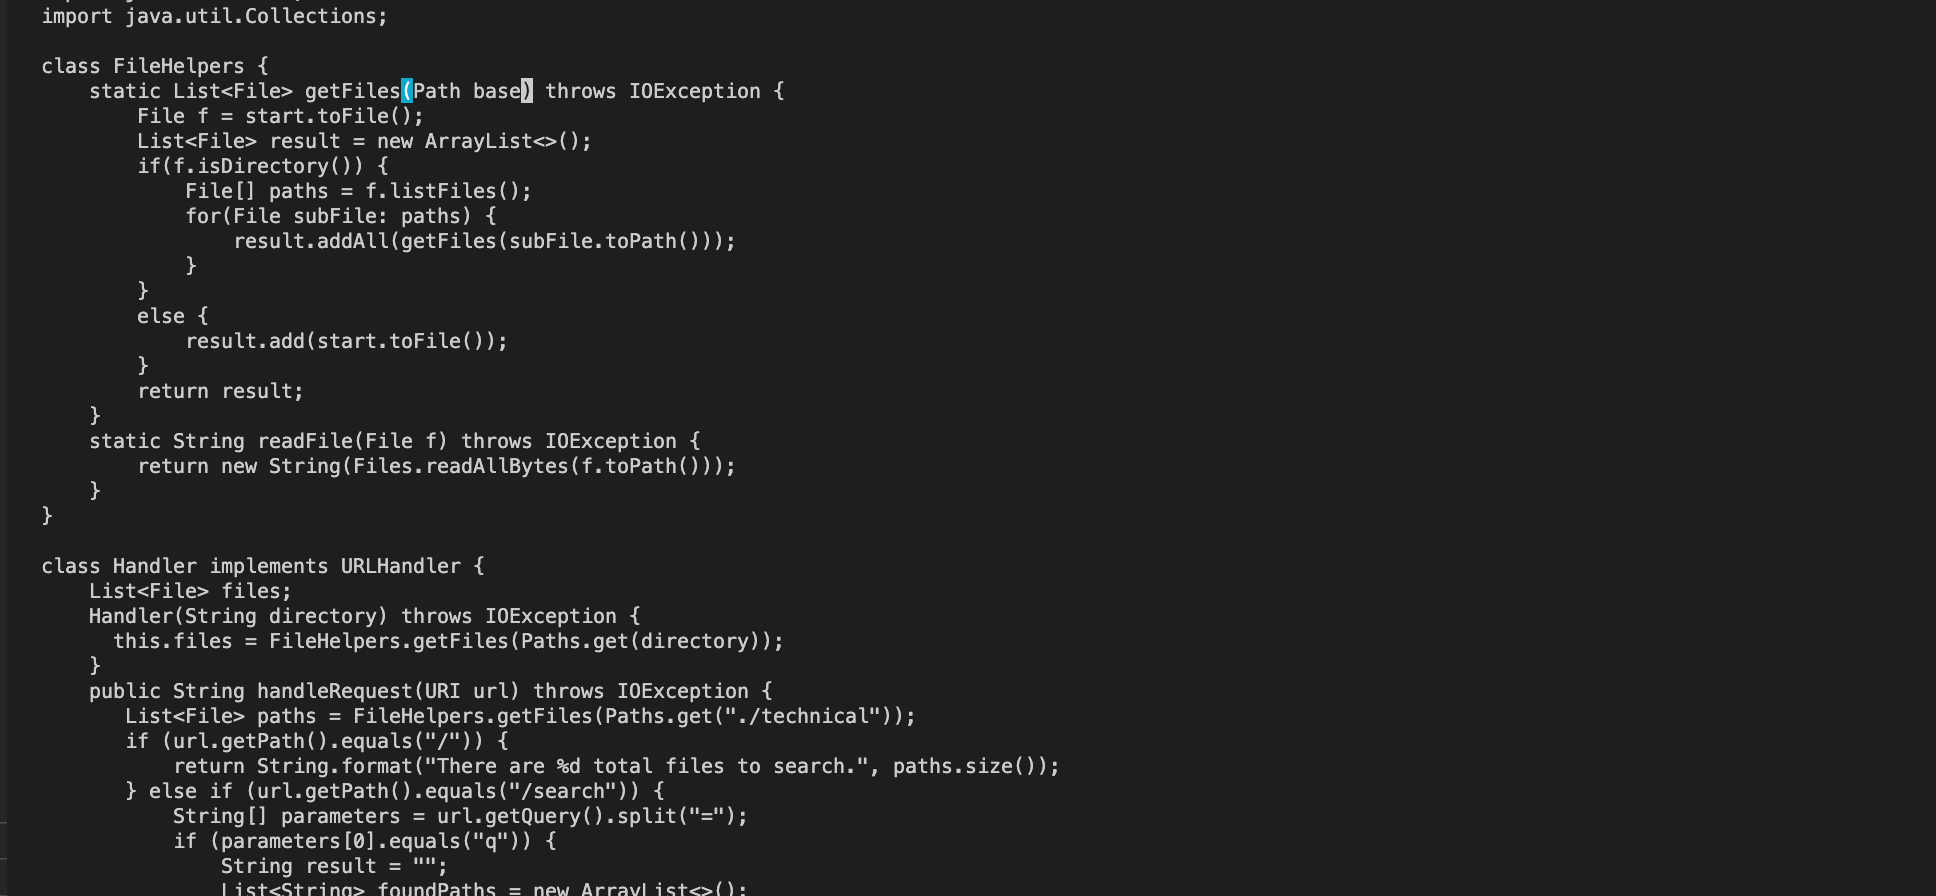 import java.util.Collections;
class FileHelpers {
    static List<File> getFiles(Path base) throws IOException {
        File f = start.toFile();
        List<File> result = new ArrayList<>();
        if(f.isDirectory()) {
            File[] paths = f.listFiles();
            for(File subFile: paths) {
                result.addAll(getFiles(subFile.toPath()));
            }
        }
        else {
            result.add(start.toFile());
        }
        return result;
    }
    static String readFile(File f) throws IOException {
        return new String(Files.readAllBytes(f.toPath()));
    }
}
class Handler implements URLHandler {
    List<File> files;
    Handler(String directory) throws IOException {
      this.files = FileHelpers.getFiles(Paths.get(directory));
    }
    public String handleRequest(URI url) throws IOException {
       List<File> paths = FileHelpers.getFiles(Paths.get("./technical"));
       if (url.getPath().equals("/")) {
           return String.format("There are %d total files to search.", paths.size());
       } else if (url.getPath().equals("/search")) {
           String[] parameters = url.getQuery().split("=");
           if (parameters[0].equals("q")) {
               String result = "";
               List<String> foundPaths = new ArrayList<>();